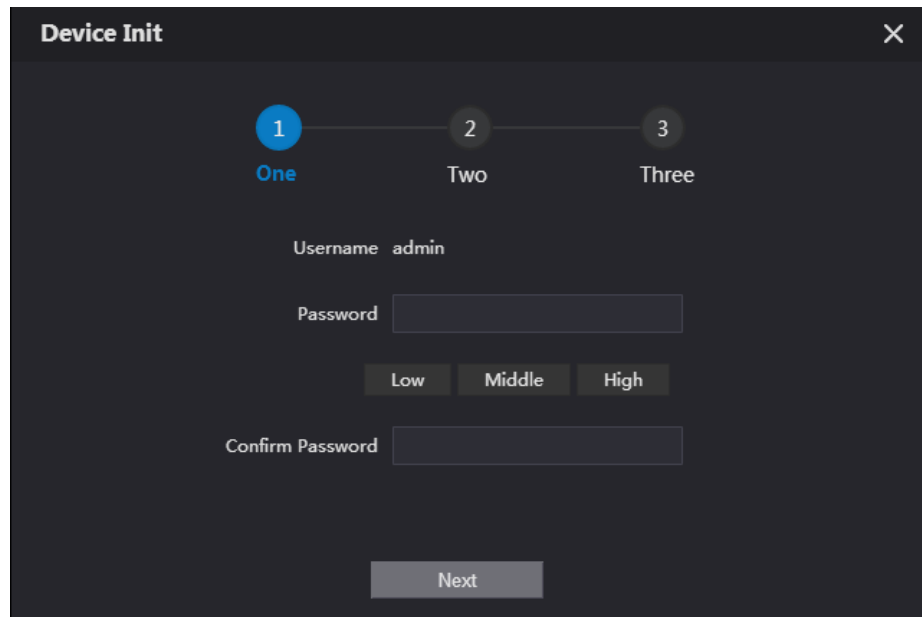 Device Init
1 2 3
One Two Three
Username admin
Password
Low Middle High
Confirm Password
Next